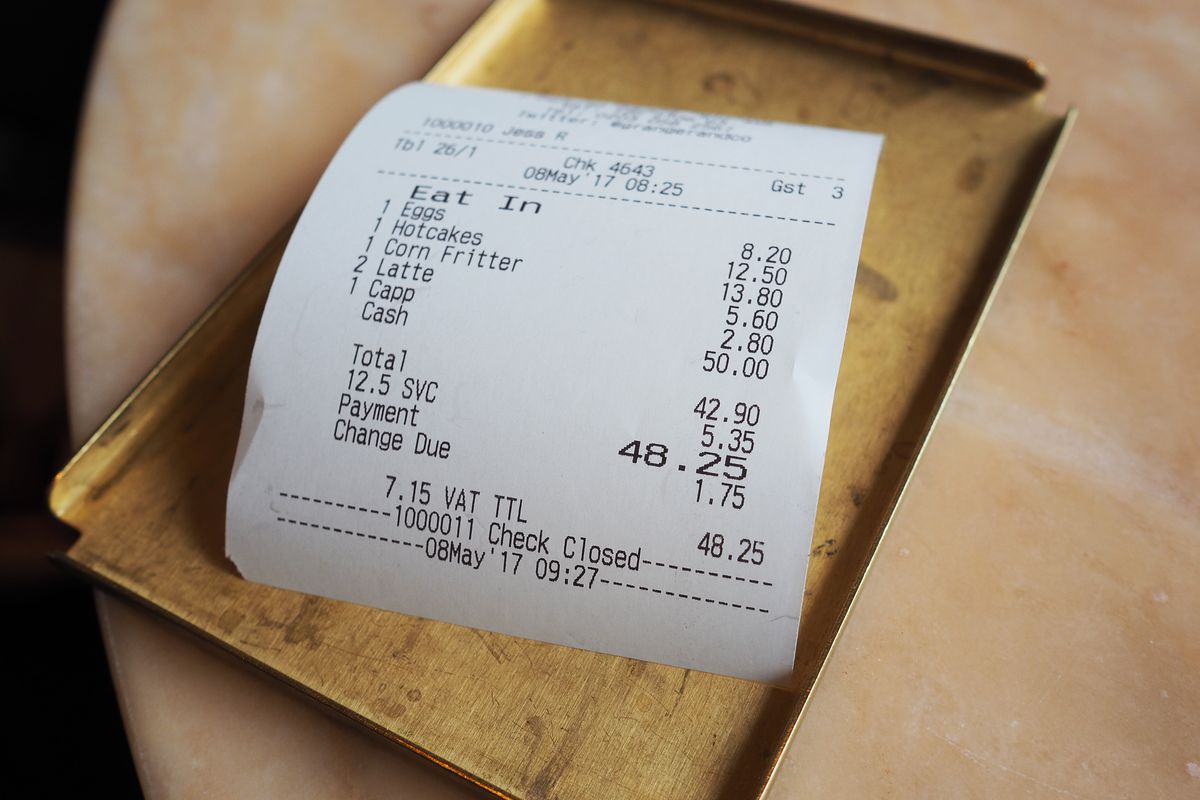 Twitter: @grangerandco
1000010 Jess R
Tbl 26/1 Chk 4643 Gst 3
08May'17 08:25
Eat In
1 Eggs 8.20
1 Hotcakes 12.50
1 Corn Fritter 13.80
2 Latte 5.60
1 Capp 2.80
Cash 50.00
Total 42.90
12.5 SVC 5.35
Payment 48.25
Change Due 1.75
7.15 VAT TTL 48.25
---------1000011 Check Closed---------
------------08May'17 09:27------------